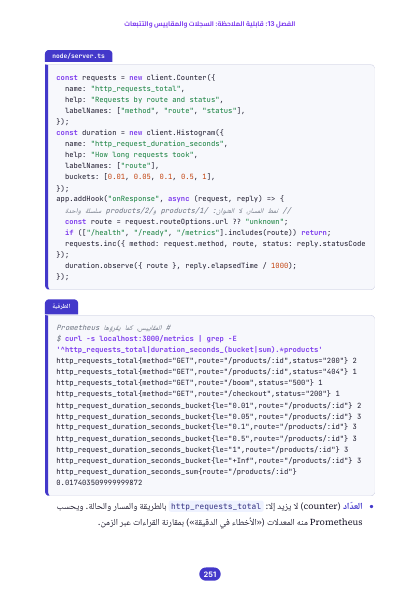 الفصل 13: قابلية الملاحظة: السجلات والمقاييس والتتبعات
node/server.ts
const requests = new client.Counter({
name: "http_requests_total",
help: "Requests by route and status",
labelNames: ["method", "route", "status"],
});
const duration = new client.Histogram({
name: "http_request_duration_seconds",
help: "How long requests took",
labelNames: ["route"],
buckets: [0.01, 0.05, 0.1, 0.5, 1],
});
app.addHook("onResponse", async (request, reply) => {
// نمط المسار، لا العنوان: /products/1 و/products/2 سلسلة واحدة
const route = request.routeOptions.url ?? "unknown";
if (["/health", "/ready", "/metrics"].includes(route)) return;
requests.inc({ method: request.method, route, status: reply.statusCode
});
duration.observe({ route }, reply.elapsedTime / 1000);
});
الطرفية
# المقاييس، كما يقرؤها Prometheus
$ curl -s localhost:3000/metrics | grep -E
'^http_requests_total|duration_seconds_(bucket|sum).*products'
http_requests_total{method="GET",route="/products/:id",status="200"} 2
http_requests_total{method="GET",route="/products/:id",status="404"} 1
http_requests_total{method="GET",route="/boom",status="500"} 1
http_requests_total{method="GET",route="/checkout",status="200"} 1
http_request_duration_seconds_bucket{le="0.01",route="/products/:id"} 2
http_request_duration_seconds_bucket{le="0.05",route="/products/:id"} 3
http_request_duration_seconds_bucket{le="0.1",route="/products/:id"} 3
http_request_duration_seconds_bucket{le="0.5",route="/products/:id"} 3
http_request_duration_seconds_bucket{le="1",route="/products/:id"} 3
http_request_duration_seconds_bucket{le="+Inf",route="/products/:id"} 3
http_request_duration_seconds_sum{route="/products/:id"}
0.017403509999999872
• العدّاد (counter) لا يزيد إلا: http_requests_total بالطريقة والمسار والحالة. ويحسب
Prometheus منه المعدلات («الأخطاء في الدقيقة») بمقارنة القراءات عبر الزمن.
251